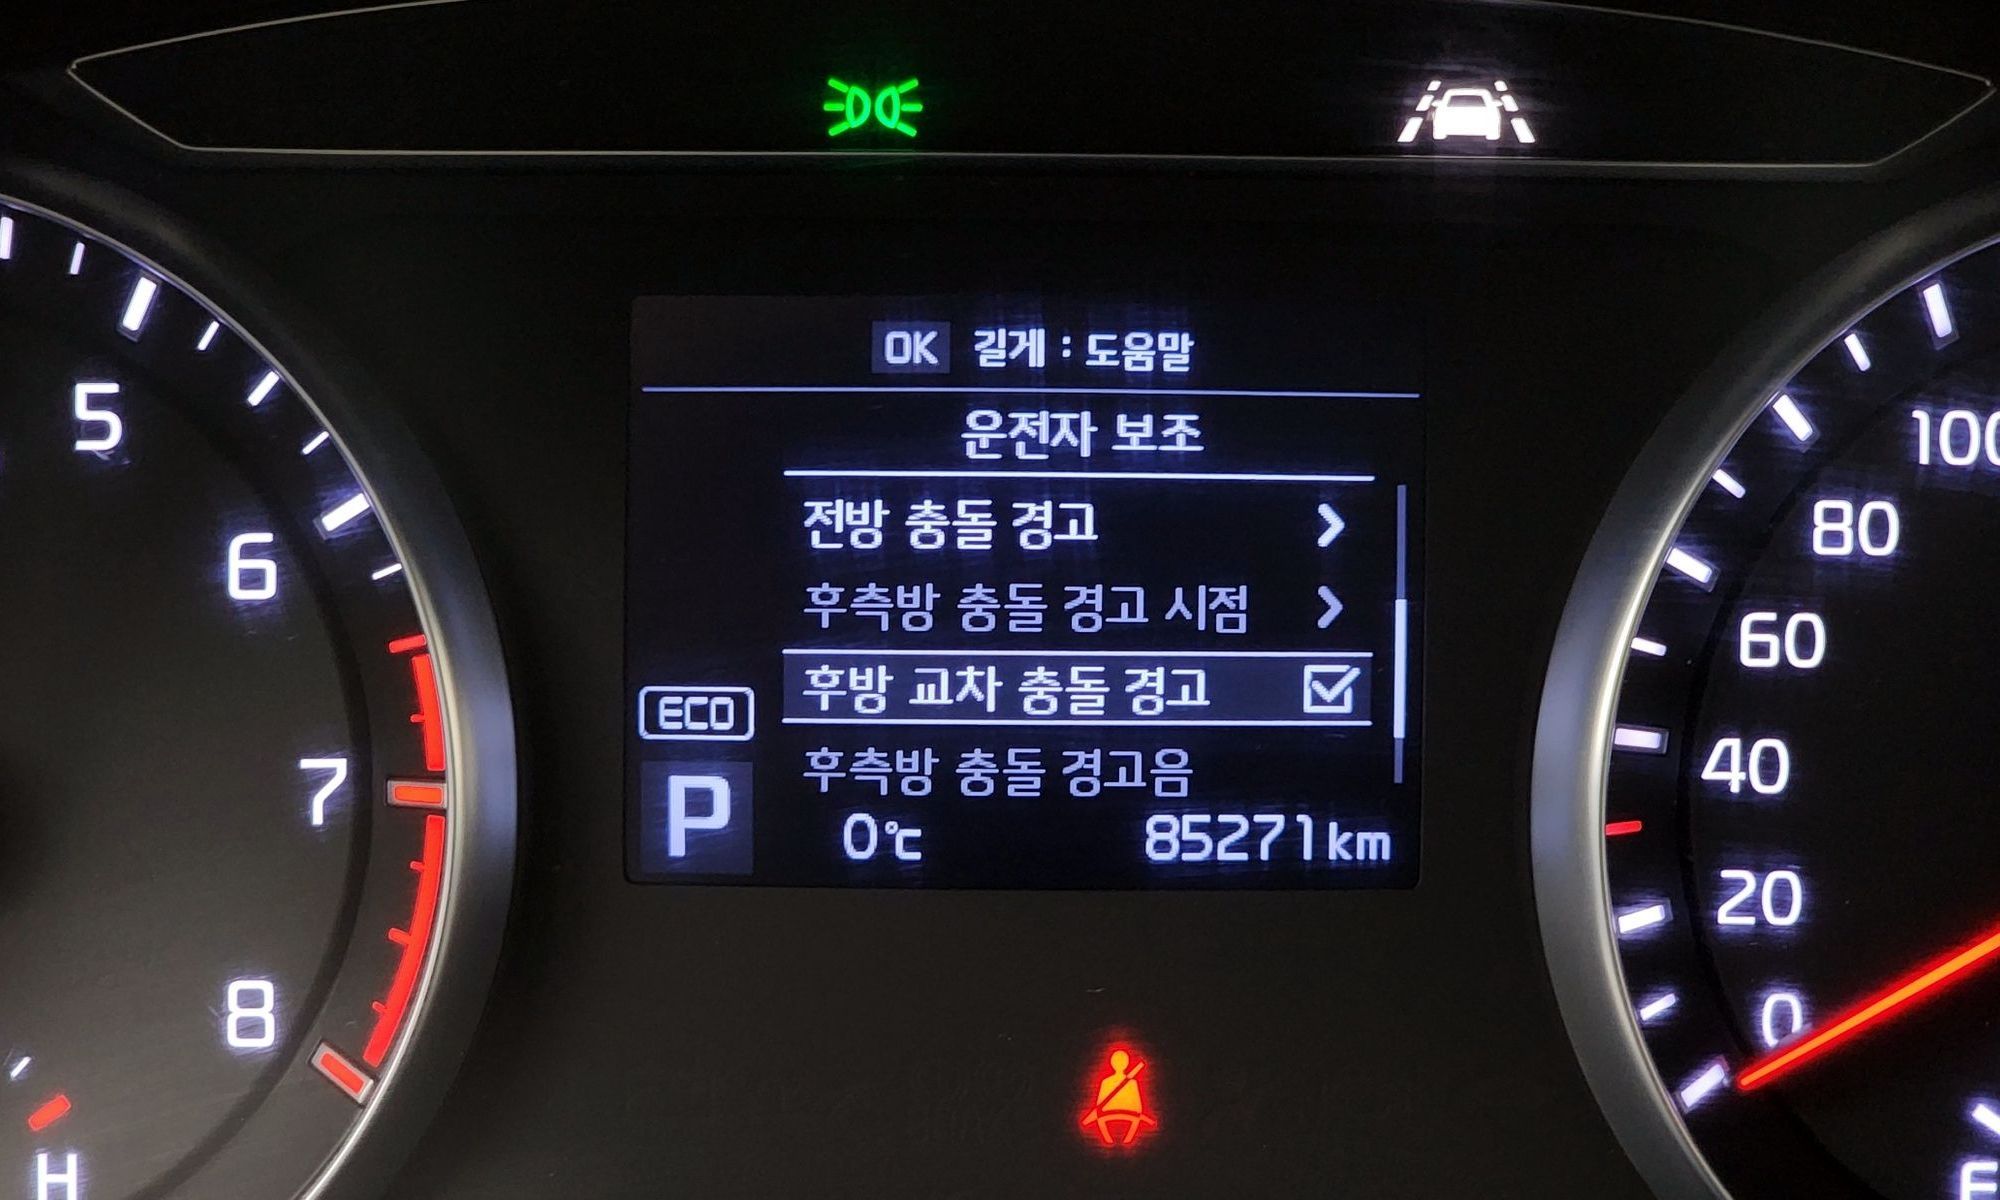 OK 길게 : 도움말
운전자 보조
전방 충돌 경고
후측방 충돌 경고 시점
후방 교차 충돌 경고
후측방 충돌 경고음
ECO
P
0℃ 85271 km
5
6
7
8
H
100
80
60
40
20
0